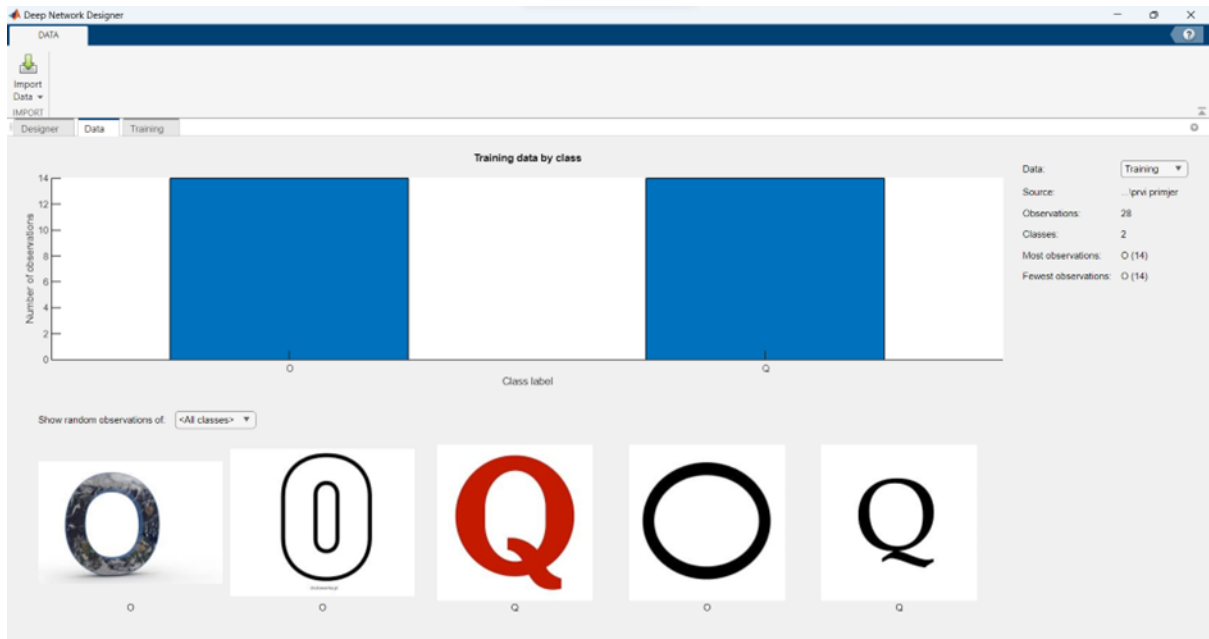 Deep Network Designer
DATA
Import
Data
IMPORT
Designer Data Training
Training data by class
14
12
10
8
6
4
2
0
Number of observations
O Q
Class label
Data: Training
Source: ...\prvi primjer
Observations: 28
Classes: 2
Most observations: O (14)
Fewest observations: O (14)
Show random observations of: <All classes>
O O Q O Q
O O Q O Q